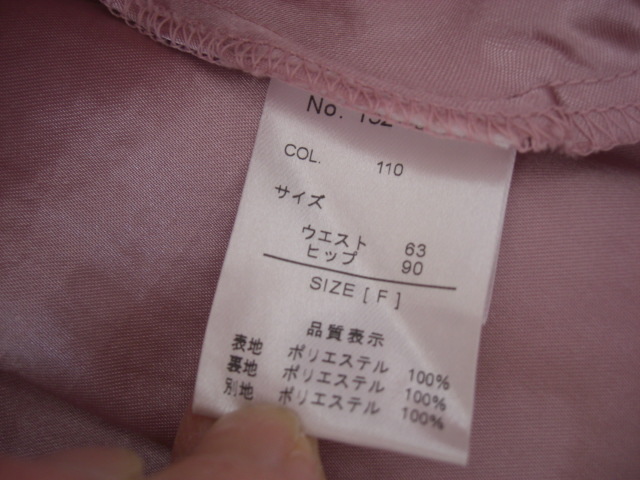 No.
COL. 110
サイズ
ウエスト 63
ヒップ 90
SIZE [ F ]
品質表示
表地 ポリエステル 100%
裏地 ポリエステル 100%
別地 ポリエステル 100%